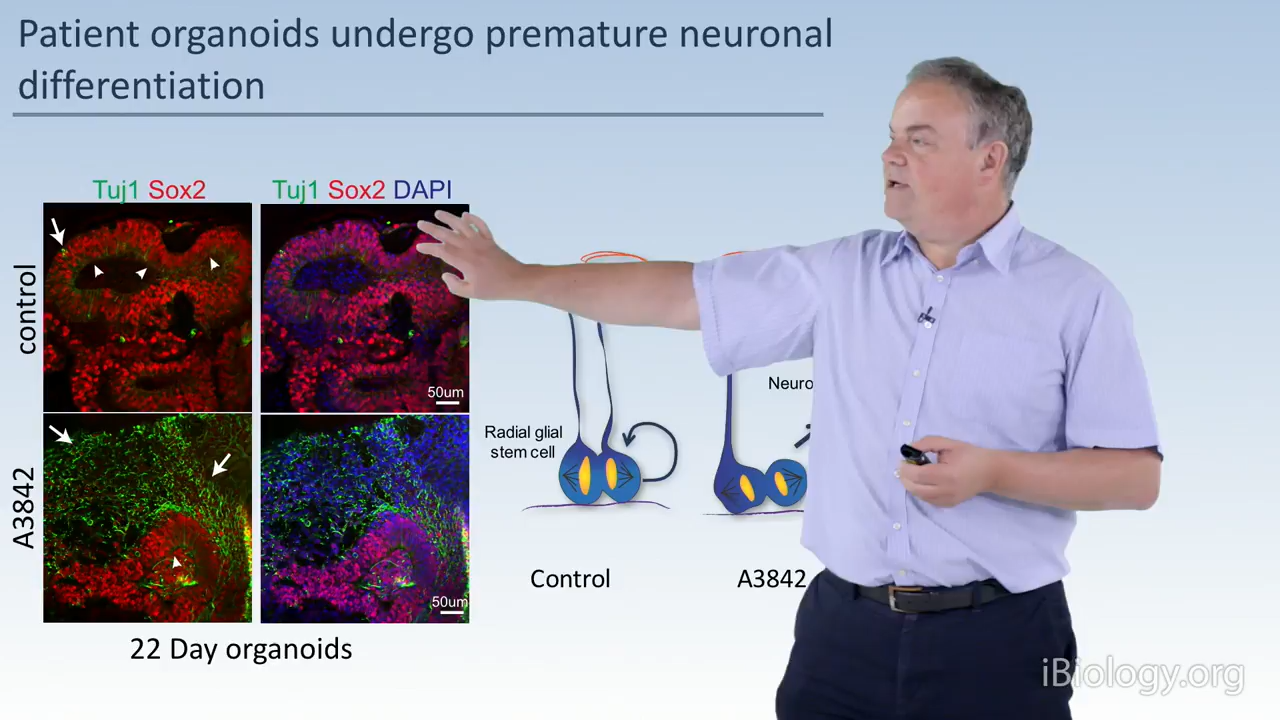 Patient organoids undergo premature neuronal
differentiation
Tuj1 Sox2
Tuj1 Sox2 DAPI
control
50um
A3842
50um
22 Day organoids
Radial glial
stem cell
Neuro
Control
A3842
iBiology.org